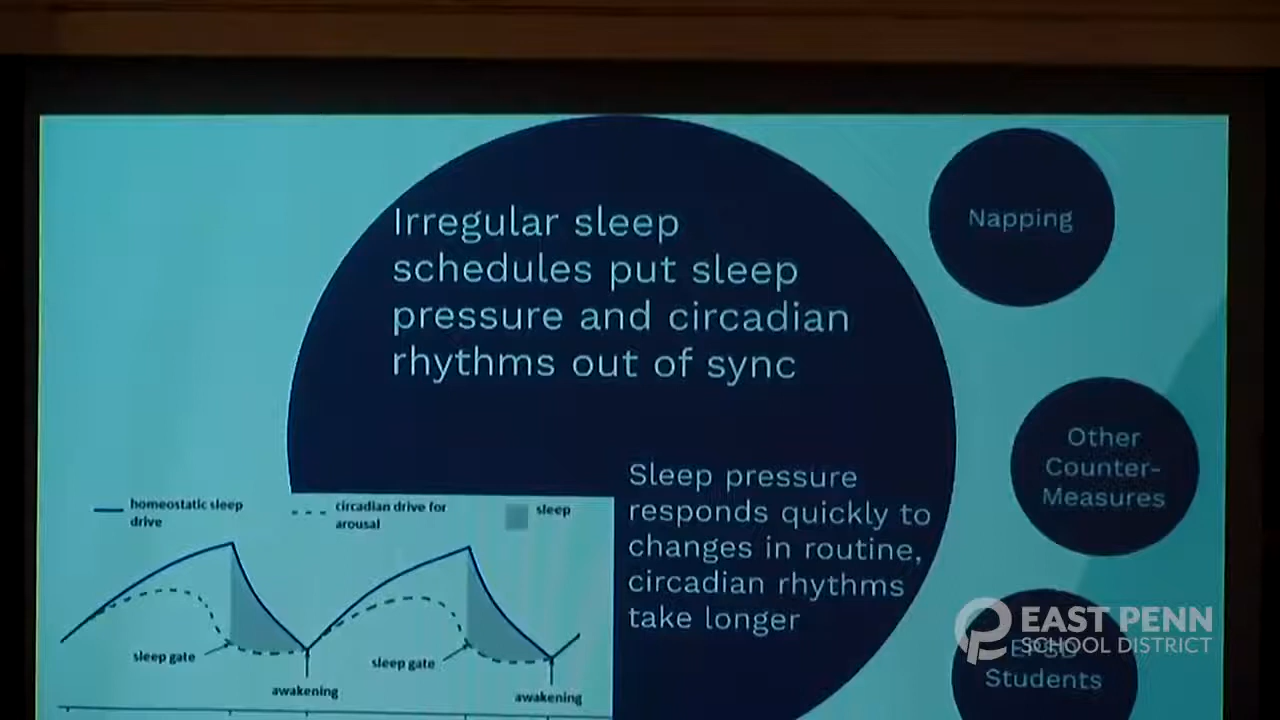 Irregular sleep
schedules put sleep
pressure and circadian
rhythms out of sync
Sleep pressure
responds quickly to
changes in routine,
circadian rhythms
take longer
homeostatic sleep
drive
circadian drive for
arousal
sleep
sleep gate
awakening
sleep gate
awakening
Napping
Other
Counter-
Measures
EPSD
Students
EAST PENN
SCHOOL DISTRICT